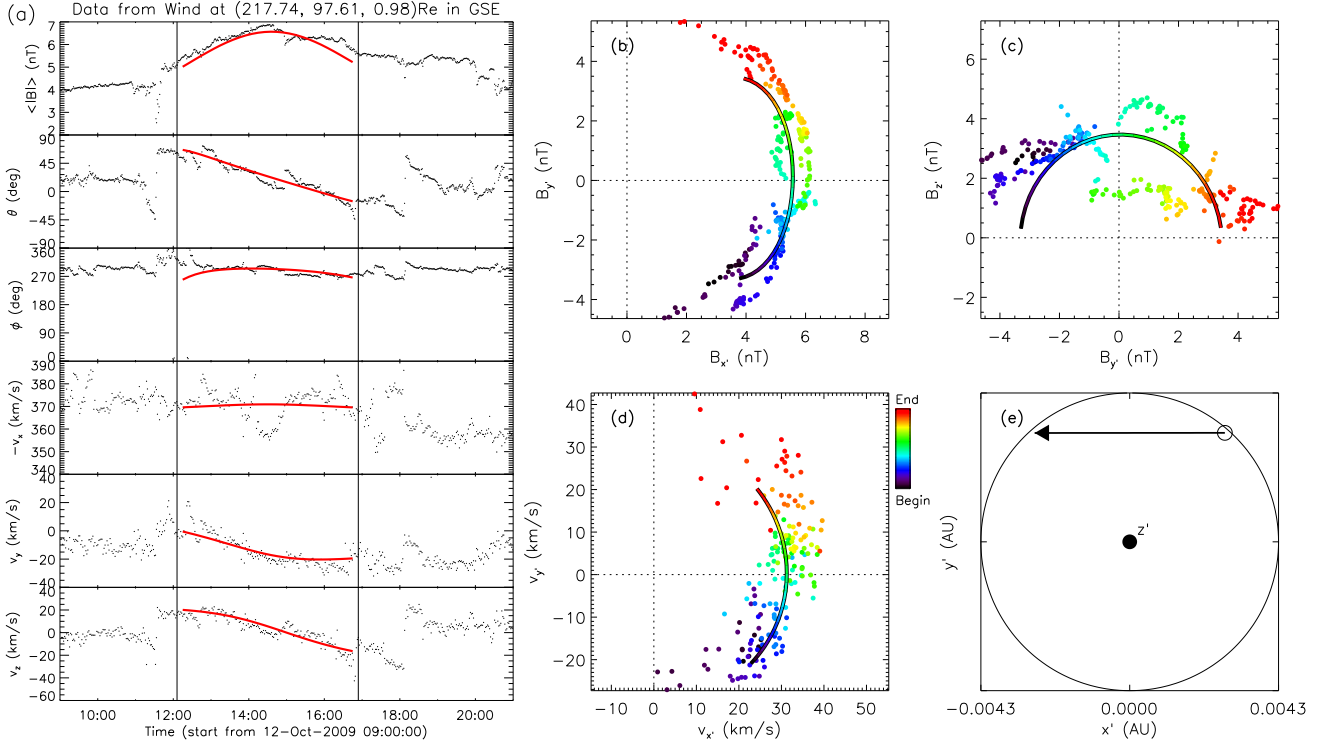 (a)
Data from Wind at (217.74, 97.61, 0.98)Re in GSE
7
6
5
4
3
2
<|B|> (nT)
90
45
0
-45
-90
θ (deg)
360
270
180
90
0
ϕ (deg)
390
380
370
360
350
340
-vx (km/s)
40
20
0
-20
-40
vy (km/s)
40
20
0
-20
-40
-60
vz (km/s)
10:00 12:00 14:00 16:00 18:00 20:00
Time (start from 12-Oct-2009 09:00:00)
(b)
4
2
0
-2
-4
By' (nT)
0 2 4 6 8
Bx' (nT)
(c)
6
4
2
0
-2
Bz' (nT)
-4 -2 0 2 4
By' (nT)
(d)
End
Begin
40
30
20
10
0
-10
-20
vy' (km/s)
-10 0 10 20 30 40 50
vx' (km/s)
(e)
z'
y' (AU)
-0.0043 0.0000 0.0043
x' (AU)